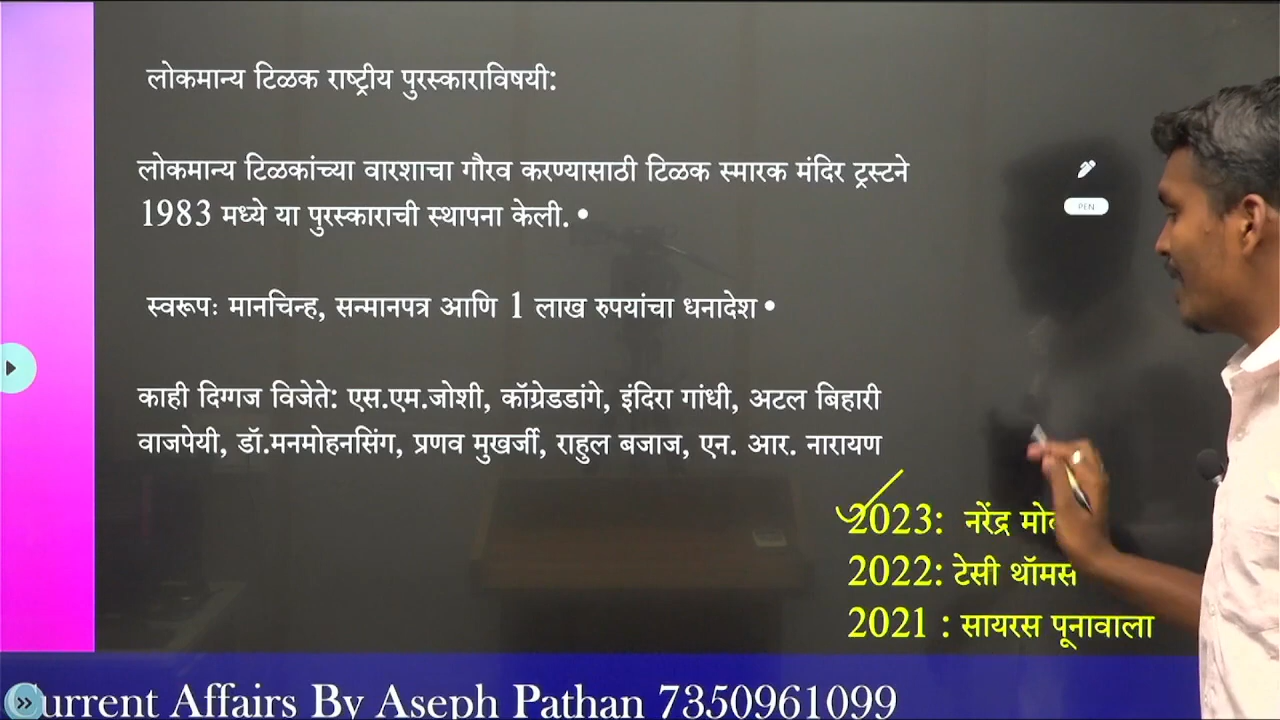 लोकमान्य टिळक राष्ट्रीय पुरस्काराविषयी:
लोकमान्य टिळकांच्या वारशाचा गौरव करण्यासाठी टिळक स्मारक मंदिर ट्रस्टने
1983 मध्ये या पुरस्काराची स्थापना केली. •
स्वरूपः मानचिन्ह, सन्मानपत्र आणि 1 लाख रुपयांचा धनादेश •
काही दिग्गज विजेते: एस.एम.जोशी, कॉग्रेडडांगे, इंदिरा गांधी, अटल बिहारी
वाजपेयी, डॉ.मनमोहनसिंग, प्रणव मुखर्जी, राहुल बजाज, एन. आर. नारायण
PEN
2023: नरेंद्र
2022: टेसी थॉमस
2021 : सायरस पूनावाला
urrent Affairs By Aseph Pathan 7350961099